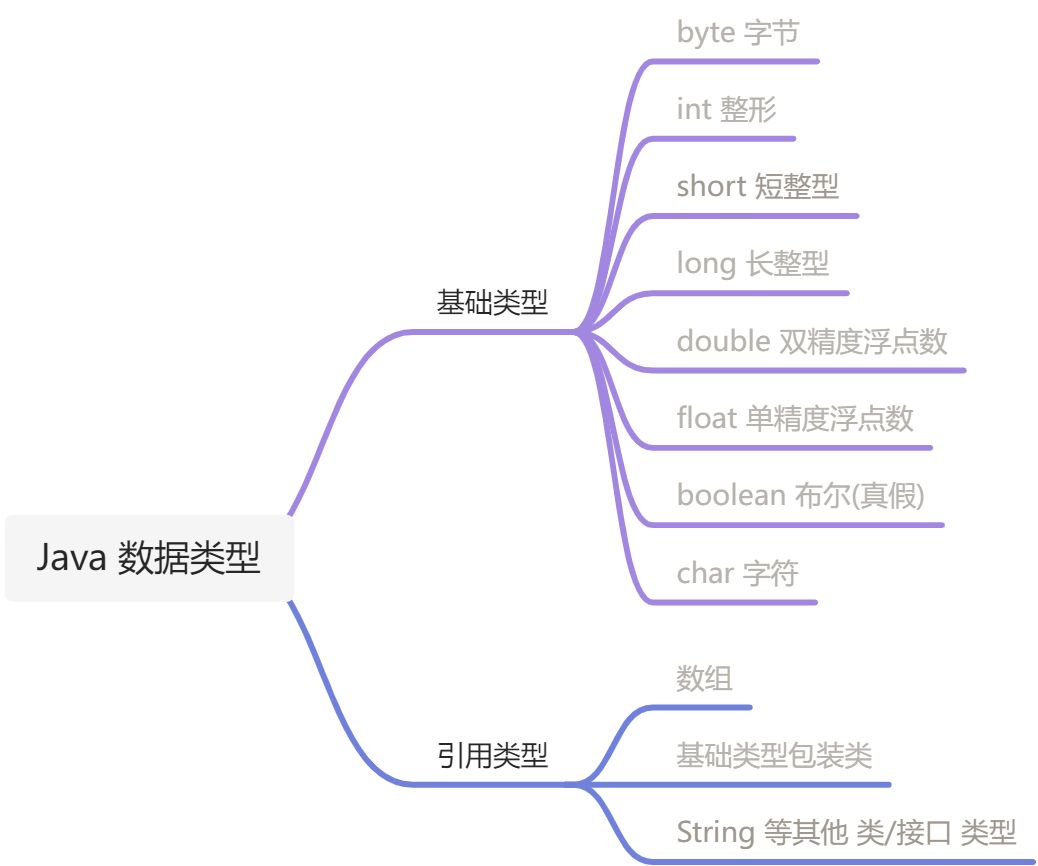 Java 数据类型
基础类型
byte 字节
int 整形
short 短整型
long 长整型
double 双精度浮点数
float 单精度浮点数
boolean 布尔(真假)
char 字符
引用类型
数组
基础类型包装类
String 等其他 类/接口 类型